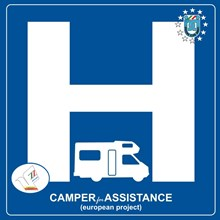 H
CAMPER for ASSISTANCE
(european project)